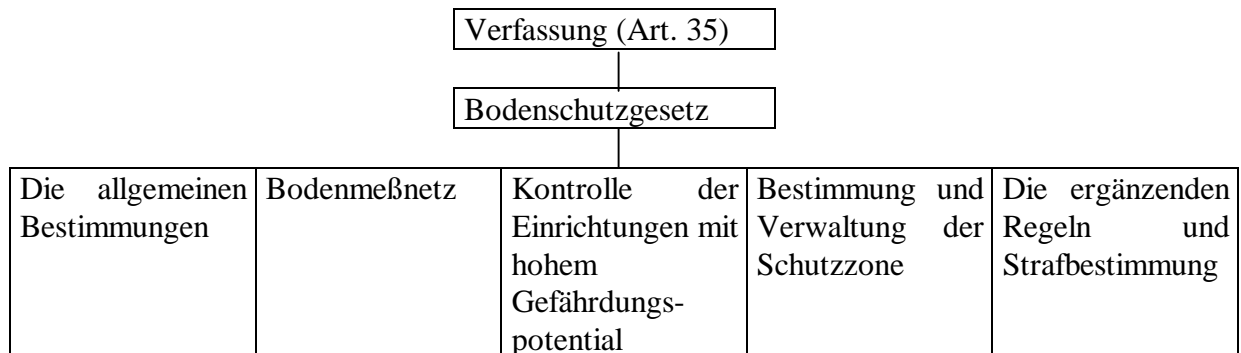 Verfassung (Art. 35)
Bodenschutzgesetz
Die allgemeinen
Bestimmungen
Bodenmeßnetz
Kontrolle der
Einrichtungen mit
hohem
Gefährdungs-
potential
Bestimmung und
Verwaltung der
Schutzzone
Die ergänzenden
Regeln und
Strafbestimmung